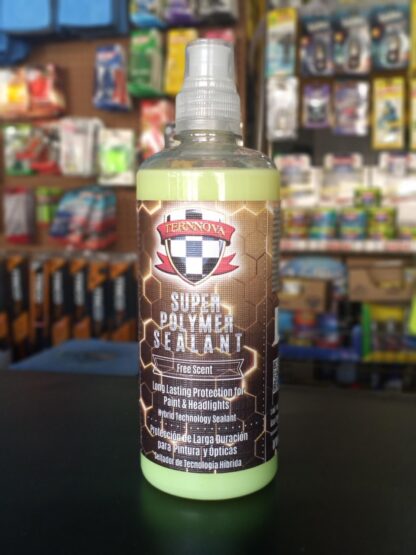 TERNNOVA
SUPER
POLYMER
SEALANT
Free Scent
Long Lasting Protection for
Paint & Headlights
Hybrid Technology Sealant
Protección de Larga Duración
para Pintura y Ópticas
Sellador de Tecnología Híbrida